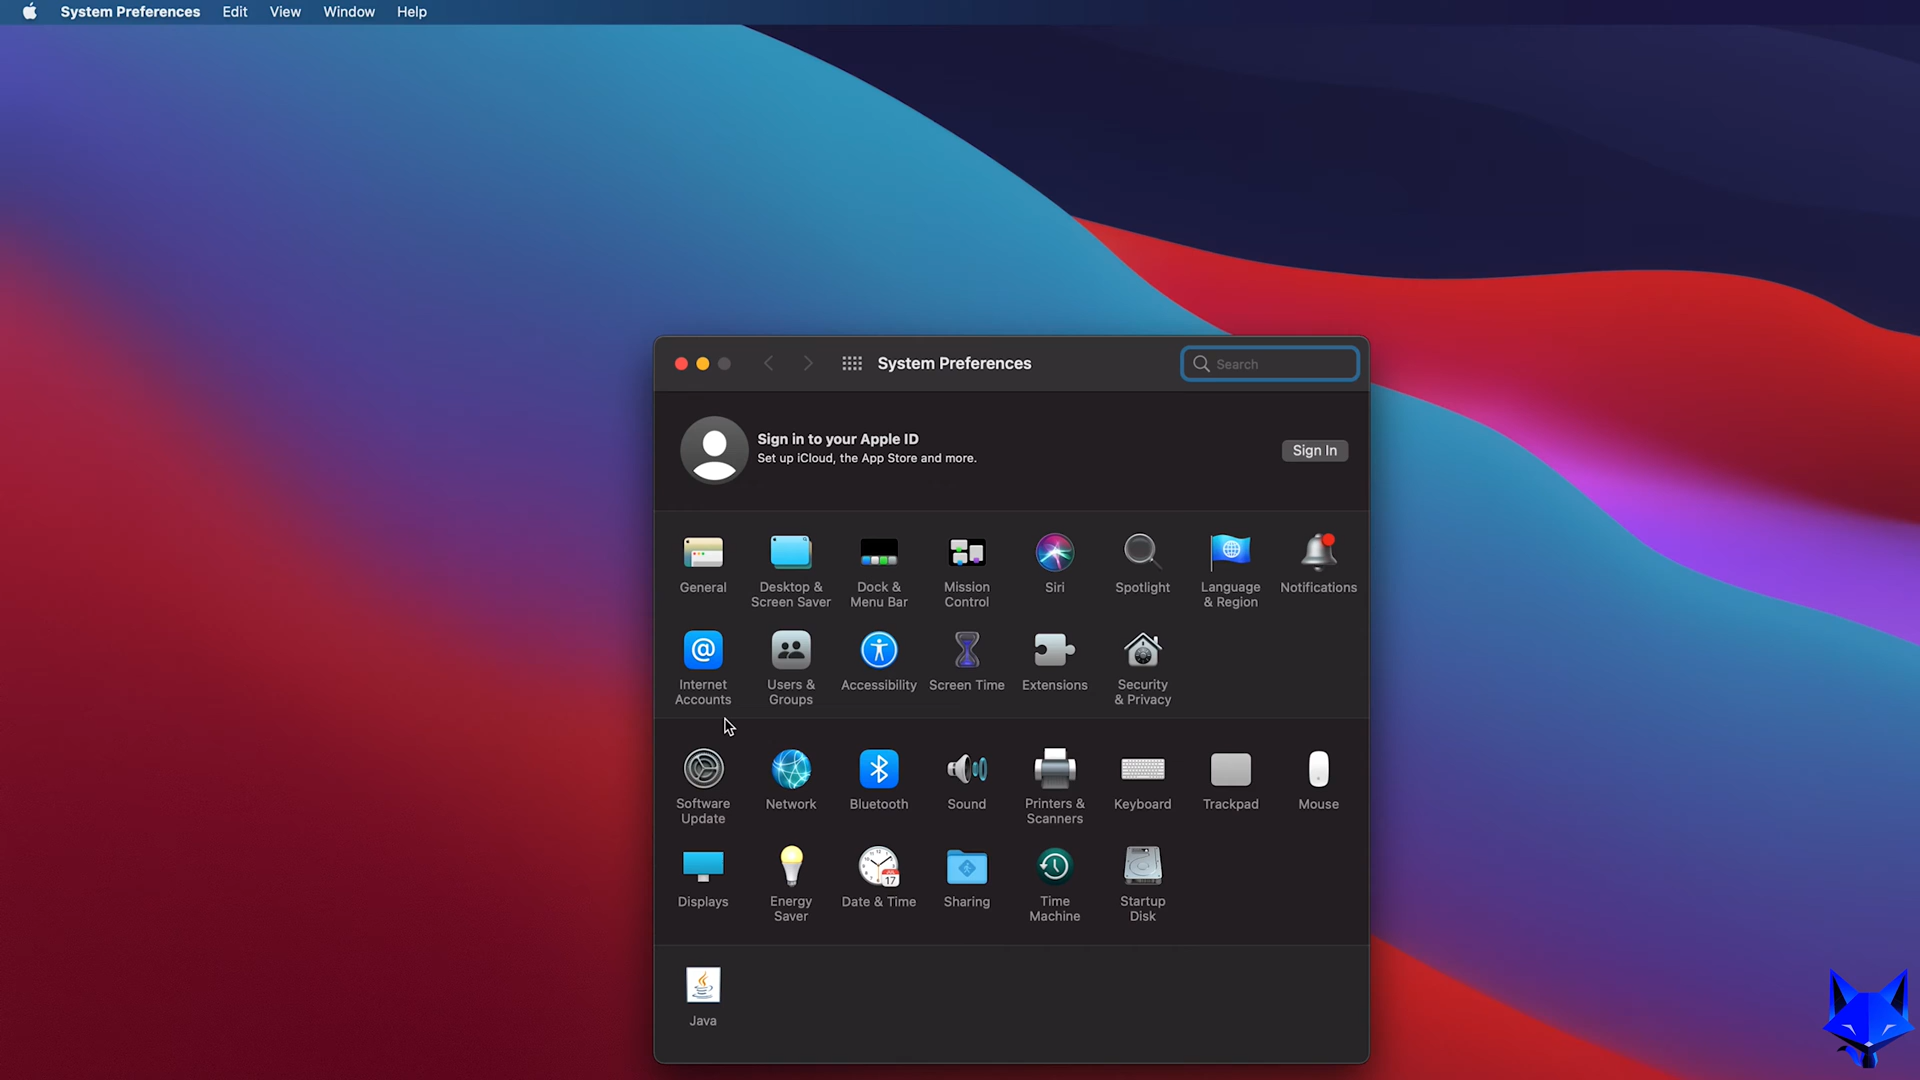 System Preferences Edit View Window Help
System Preferences
Search
Sign in to your Apple ID
Set up iCloud, the App Store and more.
Sign In
General
Desktop &
Screen Saver
Dock &
Menu Bar
Mission
Control
Siri
Spotlight
Language
& Region
Notifications
Internet
Accounts
Users &
Groups
Accessibility
Screen Time
Extensions
Security
& Privacy
Software
Update
Network
Bluetooth
Sound
Printers &
Scanners
Keyboard
Trackpad
Mouse
Displays
Energy
Saver
17
Date & Time
Sharing
Time
Machine
Startup
Disk
Java